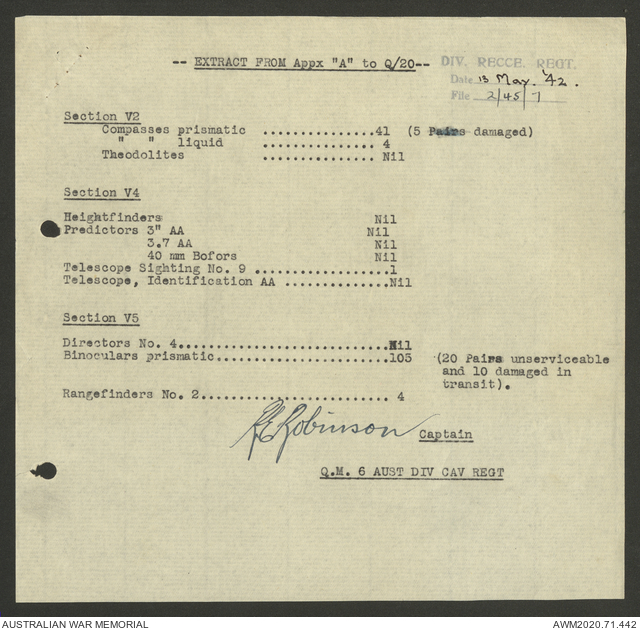 -- EXTRACT FROM Appx "A" to Q/20--
DIV. RECCE. REGT.
Date 13 May. '42.
File 2/45/7
Section V2
Compasses prismatic ...............41 (5 Pairs damaged)
" " liquid ............... 4
Theodolites ............... Nil
Section V4
Heightfinders Nil
Predictors 3" AA Nil
3.7 AA Nil
40 mm Bofors Nil
Telescope Sighting No. 9 ..................1
Telescope, Identification AA ..............Nil
Section V5
Directors No. 4............................Nil
Binoculars prismatic.......................105 (20 Pairs unserviceable
and 10 damaged in
transit).
Rangefinders No. 2......................... 4
Robinson Captain
Q.M. 6 AUST DIV CAV REGT
AUSTRALIAN WAR MEMORIAL
AWM2020.71.442